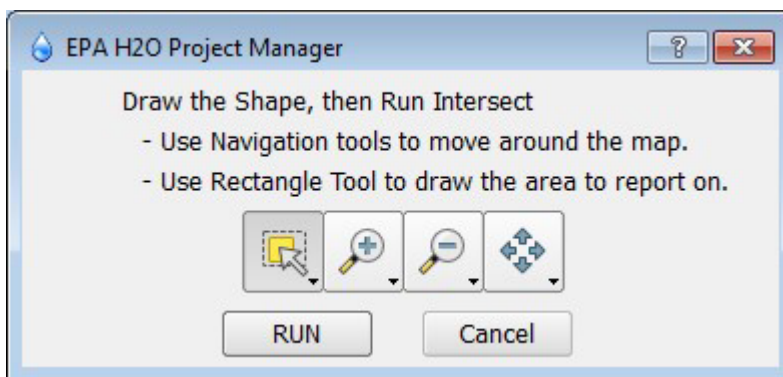 EPA H2O Project Manager
Draw the Shape, then Run Intersect
- Use Navigation tools to move around the map.
- Use Rectangle Tool to draw the area to report on.
RUN Cancel